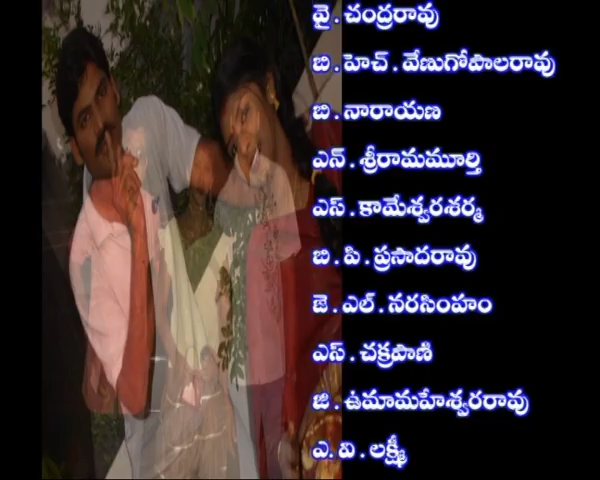 వై.చంద్రరావు
బి.హెచ్.వేణుగోపాలరావు
బి.నారాయణ
ఎన్.శ్రీరామమూర్తి
ఎస్.కామేశ్వరశర్మ
బి.పి.ప్రసాదరావు
జె.ఎల్.నరసింహం
ఎస్.చక్రపాణి
జి.ఉమామహేశ్వరరావు
ఎ.వి.లక్ష్మీ